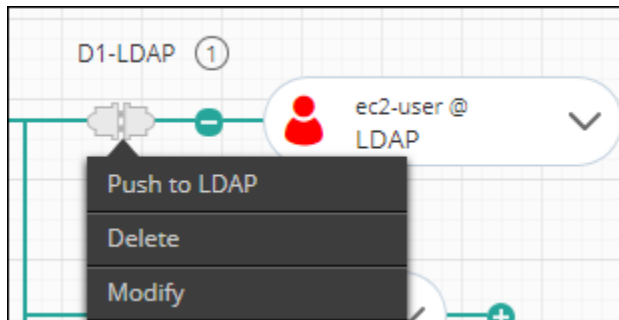 D1-LDAP 1
ec2-user @
LDAP
Push to LDAP
Delete
Modify